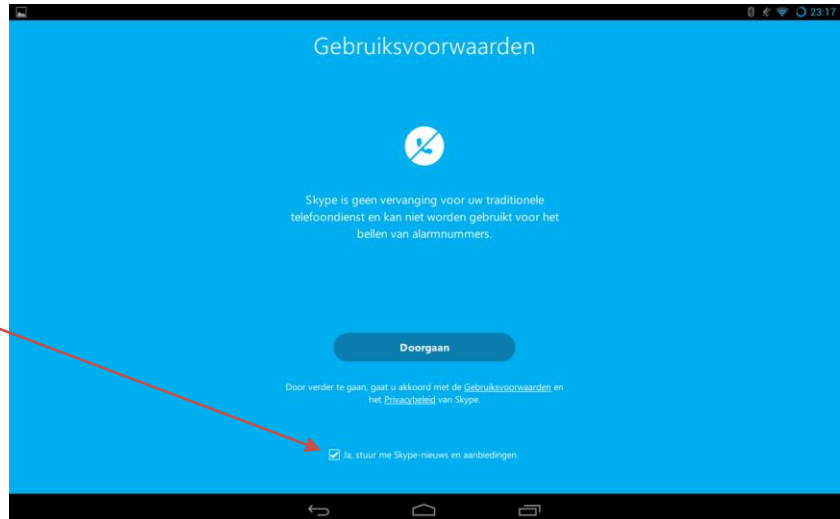 23:17
Gebruiksvoorwaarden
Skype is geen vervanging voor uw traditionele
telefoondienst en kan niet worden gebruikt voor het
bellen van alarmnummers.
Doorgaan
Door verder te gaan, gaat u akkoord met de Gebruiksvoorwaarden en
het Privacybeleid van Skype.
Ja, stuur me Skype-nieuws en aanbiedingen.